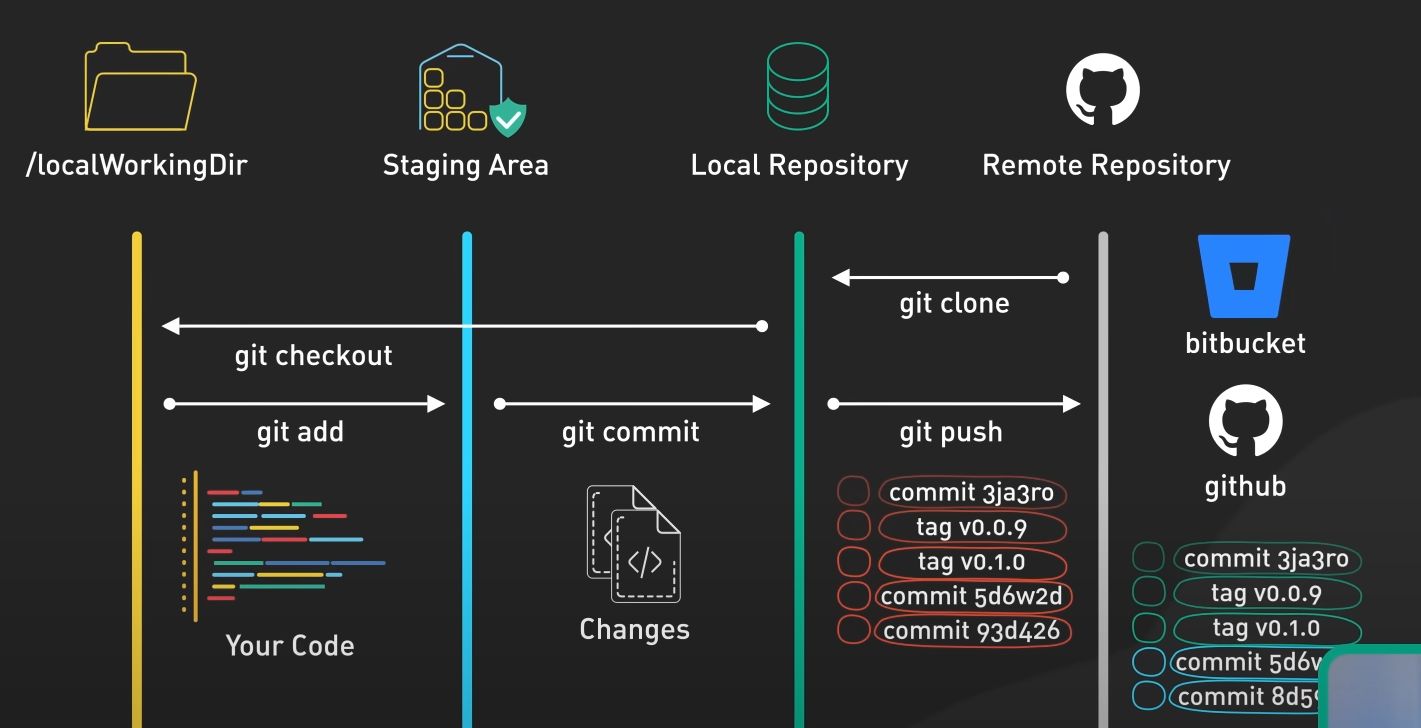 /localWorkingDir
Staging Area
Local Repository
Remote Repository
git clone
git checkout
bitbucket
git add
git commit
git push
github
Your Code
</>
Changes
commit 3ja3ro
tag v0.0.9
tag v0.1.0
commit 5d6w2d
commit 93d426
commit 3ja3ro
tag v0.0.9
tag v0.1.0
commit
commit